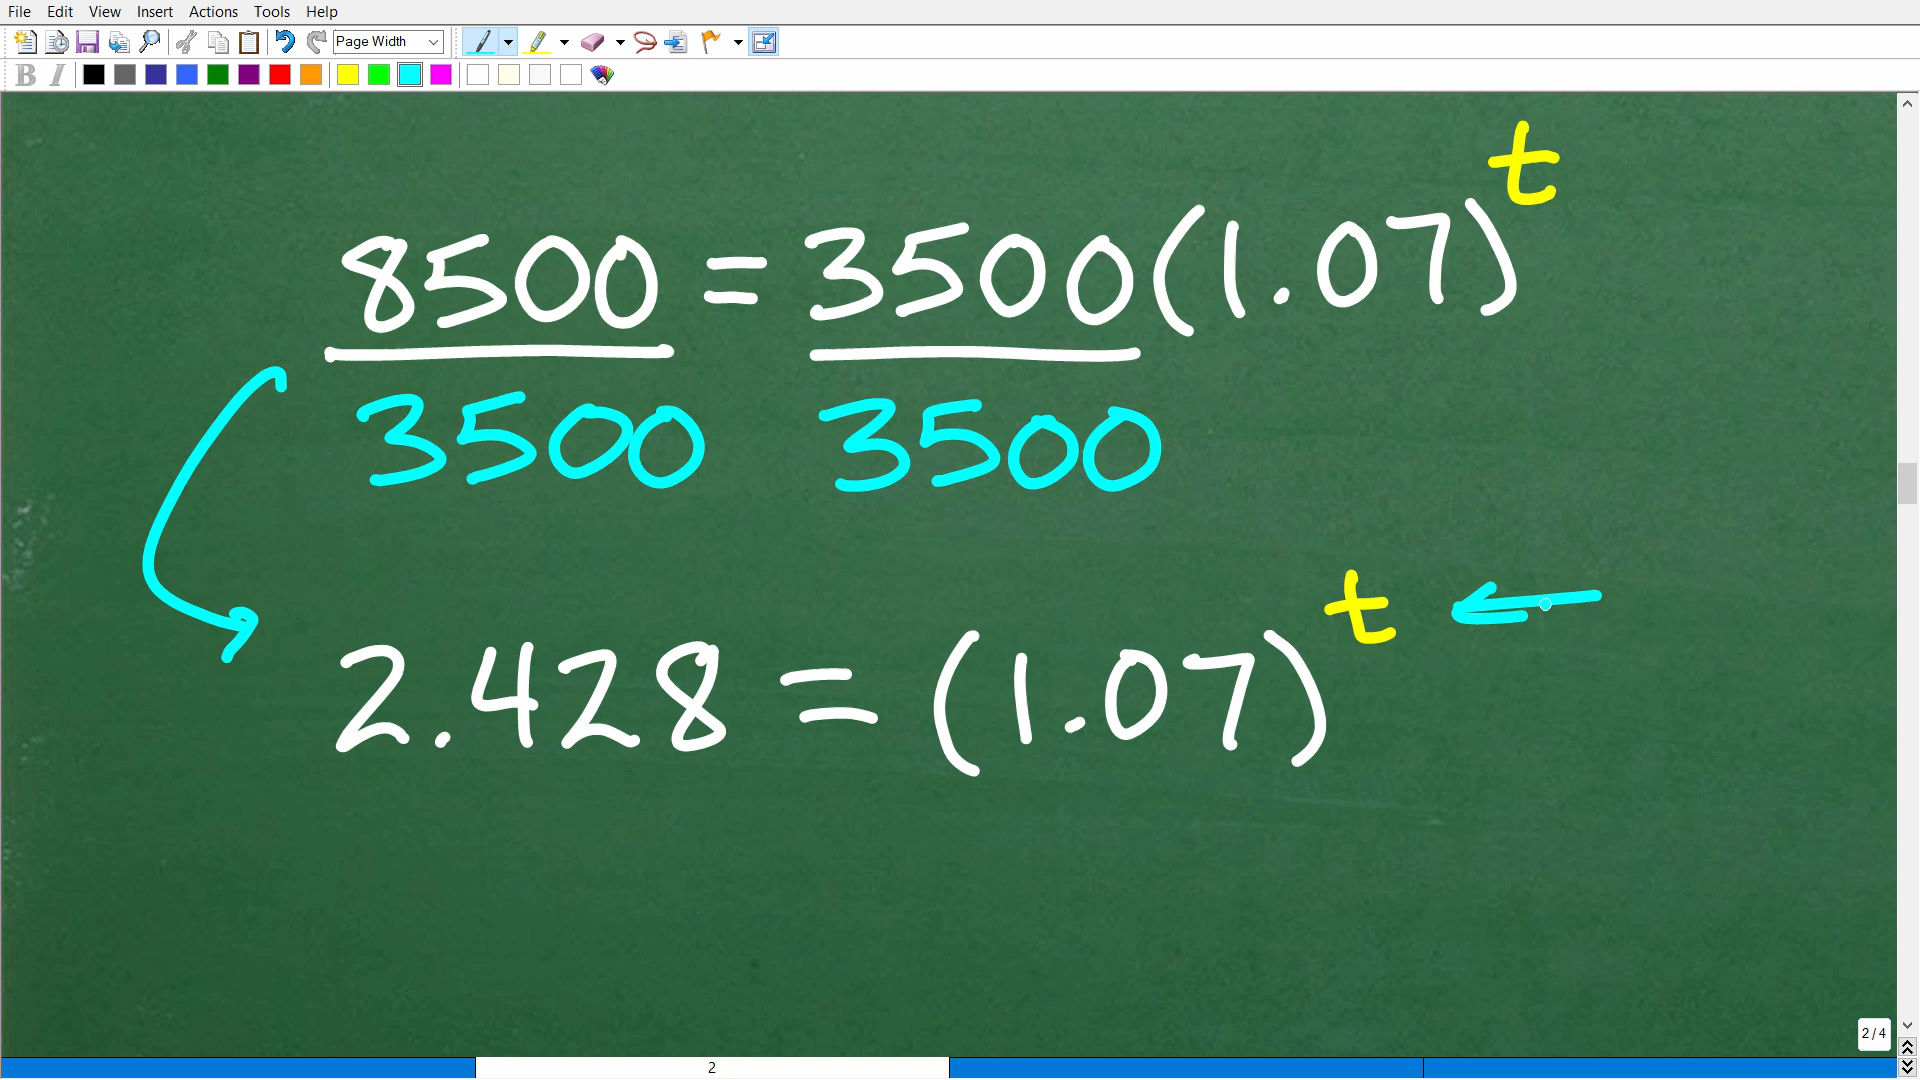 File Edit View Insert Actions Tools Help
Page Width
B I
8500 = 3500(1.07)^t
3500 3500
2.428 = (1.07)^t
2 / 4
2